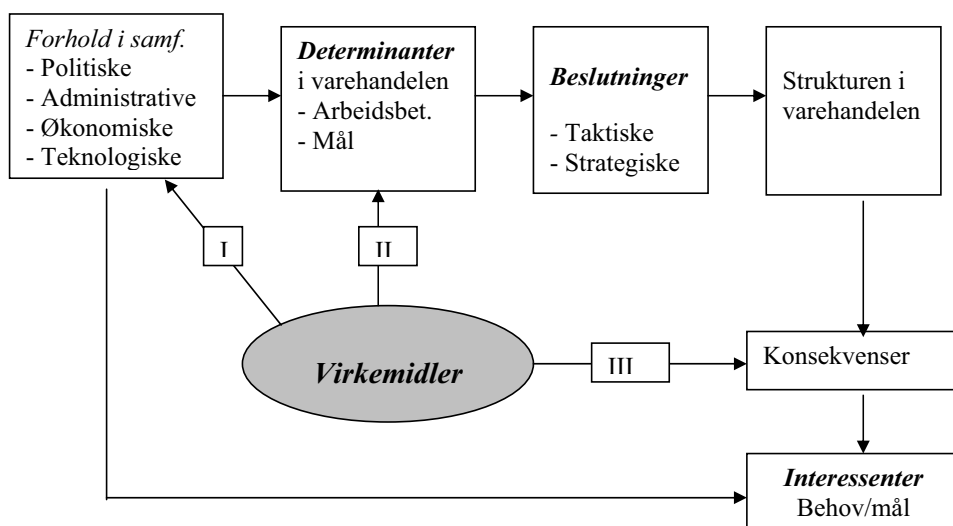 Forhold i samf.
- Politiske
- Administrative
- Økonomiske
- Teknologiske
Determinanter
i varehandelen
- Arbeidsbet.
- Mål
Beslutninger
- Taktiske
- Strategiske
Strukturen i
varehandelen
I
II
Virkemidler
III
Konsekvenser
Interessenter
Behov/mål